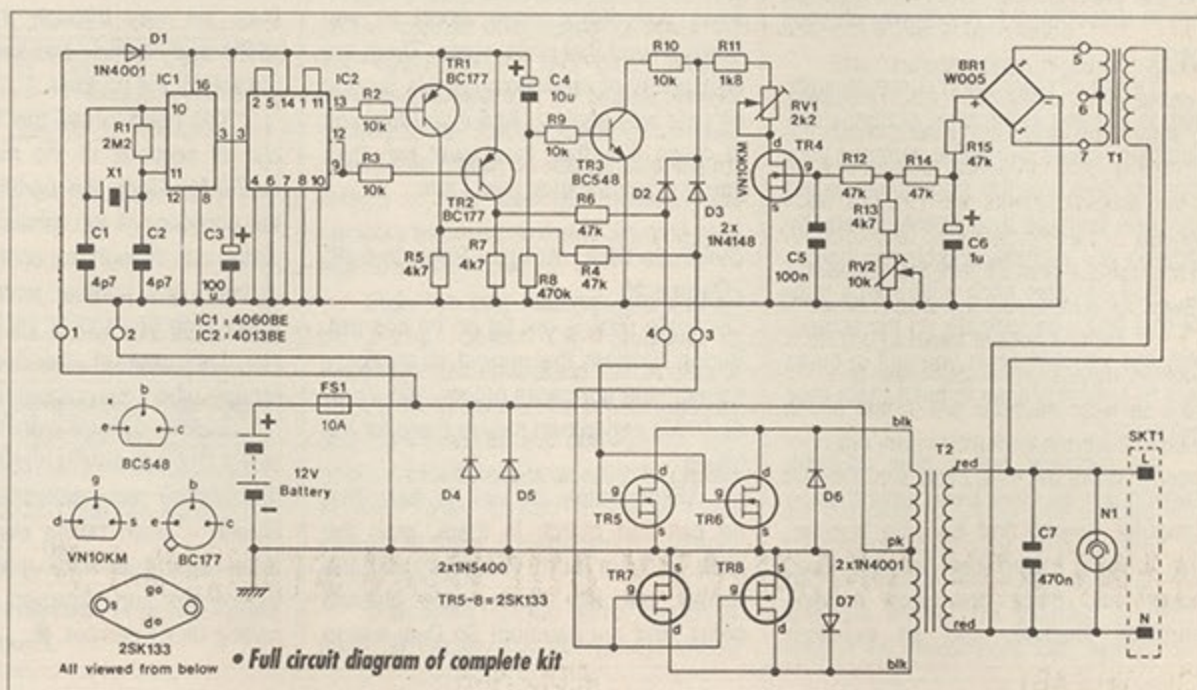 D1
1N4001
IC1
16
10
R1
2M2
11
12
8
X1
C1
4p7
C2
4p7
C3
+
100
u
3
3
IC2
2 5 14 1 11
13
12
9
4 6 7 8 10
R2
10k
R3
10k
TR1
BC177
TR2
BC177
R5
4k7
R7
4k7
R8
470k
+
C4
10u
R9
10k
TR3
BC548
R6
47k
R4
47k
R10
10k
R11
1k8
RV1
2k2
D2
D3
2x
1N4148
VN10KM
d
g
s
TR4
C5
100n
R12
47k
R14
47k
R13
4k7
RV2
10k
R15
47k
+
C6
1u
BR1
W005
+
-
~
~
5
6
7
T1
1
2
4
3
IC1 = 4060BE
IC2 = 4013BE
b
e
c
BC548
g
d
s
VN10KM
b
e
c
BC177
g
d
2SK133
All viewed from below
FS1
10A
+
12V
Battery
-
D4
D5
2x1N5400
TR5-8=2SK133
g
d
s
TR5
g
d
s
TR6
g
s
d
TR7
g
s
d
TR8
D6
D7
2x1N4001
blk
pk
blk
T2
red
red
C7
470n
N1
SKT1
L
N
• Full circuit diagram of complete kit